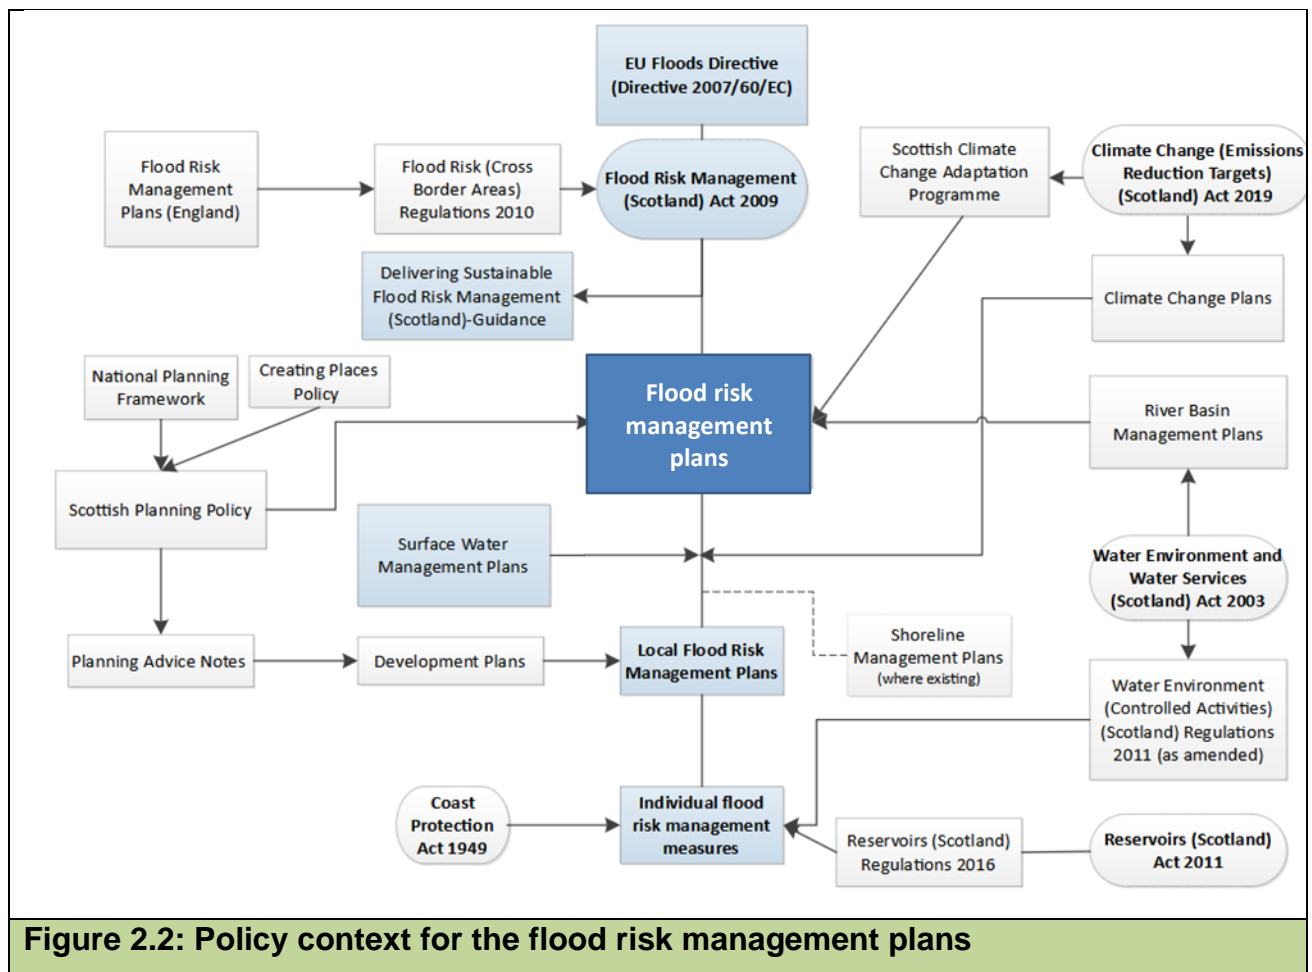 EU Floods Directive
(Directive 2007/60/EC)
Flood Risk
Management
Plans (England)
Flood Risk (Cross
Border Areas)
Regulations 2010
Flood Risk Management
(Scotland) Act 2009
Scottish Climate
Change Adaptation
Programme
Climate Change (Emissions
Reduction Targets)
(Scotland) Act 2019
Delivering Sustainable
Flood Risk Management
(Scotland)-Guidance
Climate Change Plans
National Planning
Framework
Creating Places
Policy
Flood risk
management
plans
River Basin
Management Plans
Scottish Planning Policy
Surface Water
Management Plans
Water Environment and
Water Services
(Scotland) Act 2003
Planning Advice Notes
Development Plans
Local Flood Risk
Management Plans
Shoreline
Management Plans
(where existing)
Water Environment
(Controlled Activities)
(Scotland) Regulations
2011 (as amended)
Coast
Protection
Act 1949
Individual flood
risk management
measures
Reservoirs (Scotland)
Regulations 2016
Reservoirs (Scotland)
Act 2011
Figure 2.2: Policy context for the flood risk management plans